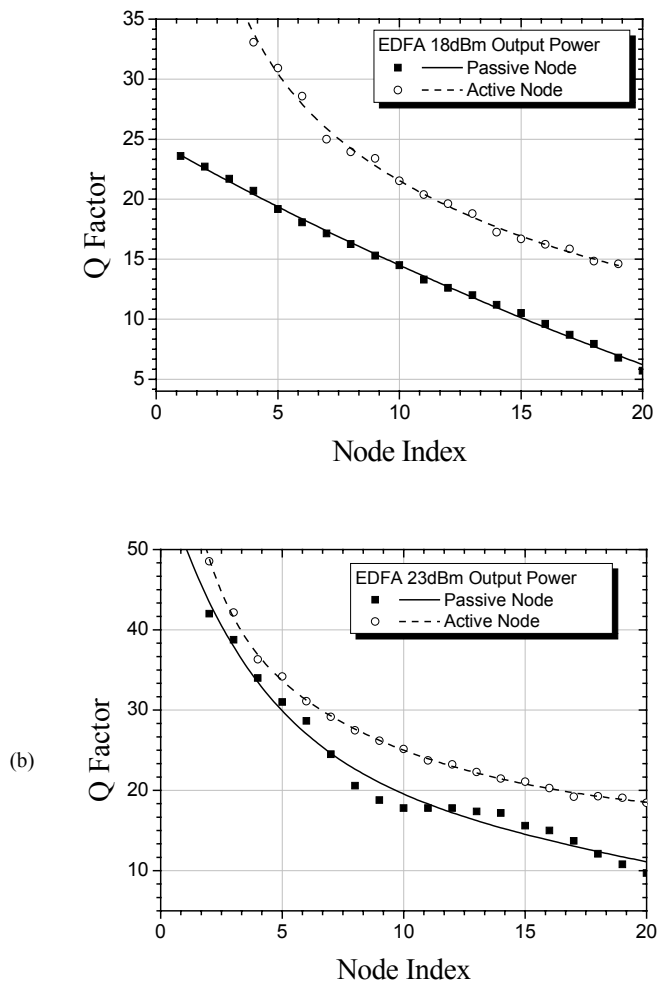 35
30
25
20
15
10
5
EDFA 18dBm Output Power
Passive Node
Active Node
Q Factor
0 5 10 15 20
Node Index
(b)
50
40
30
20
10
EDFA 23dBm Output Power
Passive Node
Active Node
Q Factor
0 5 10 15 20
Node Index